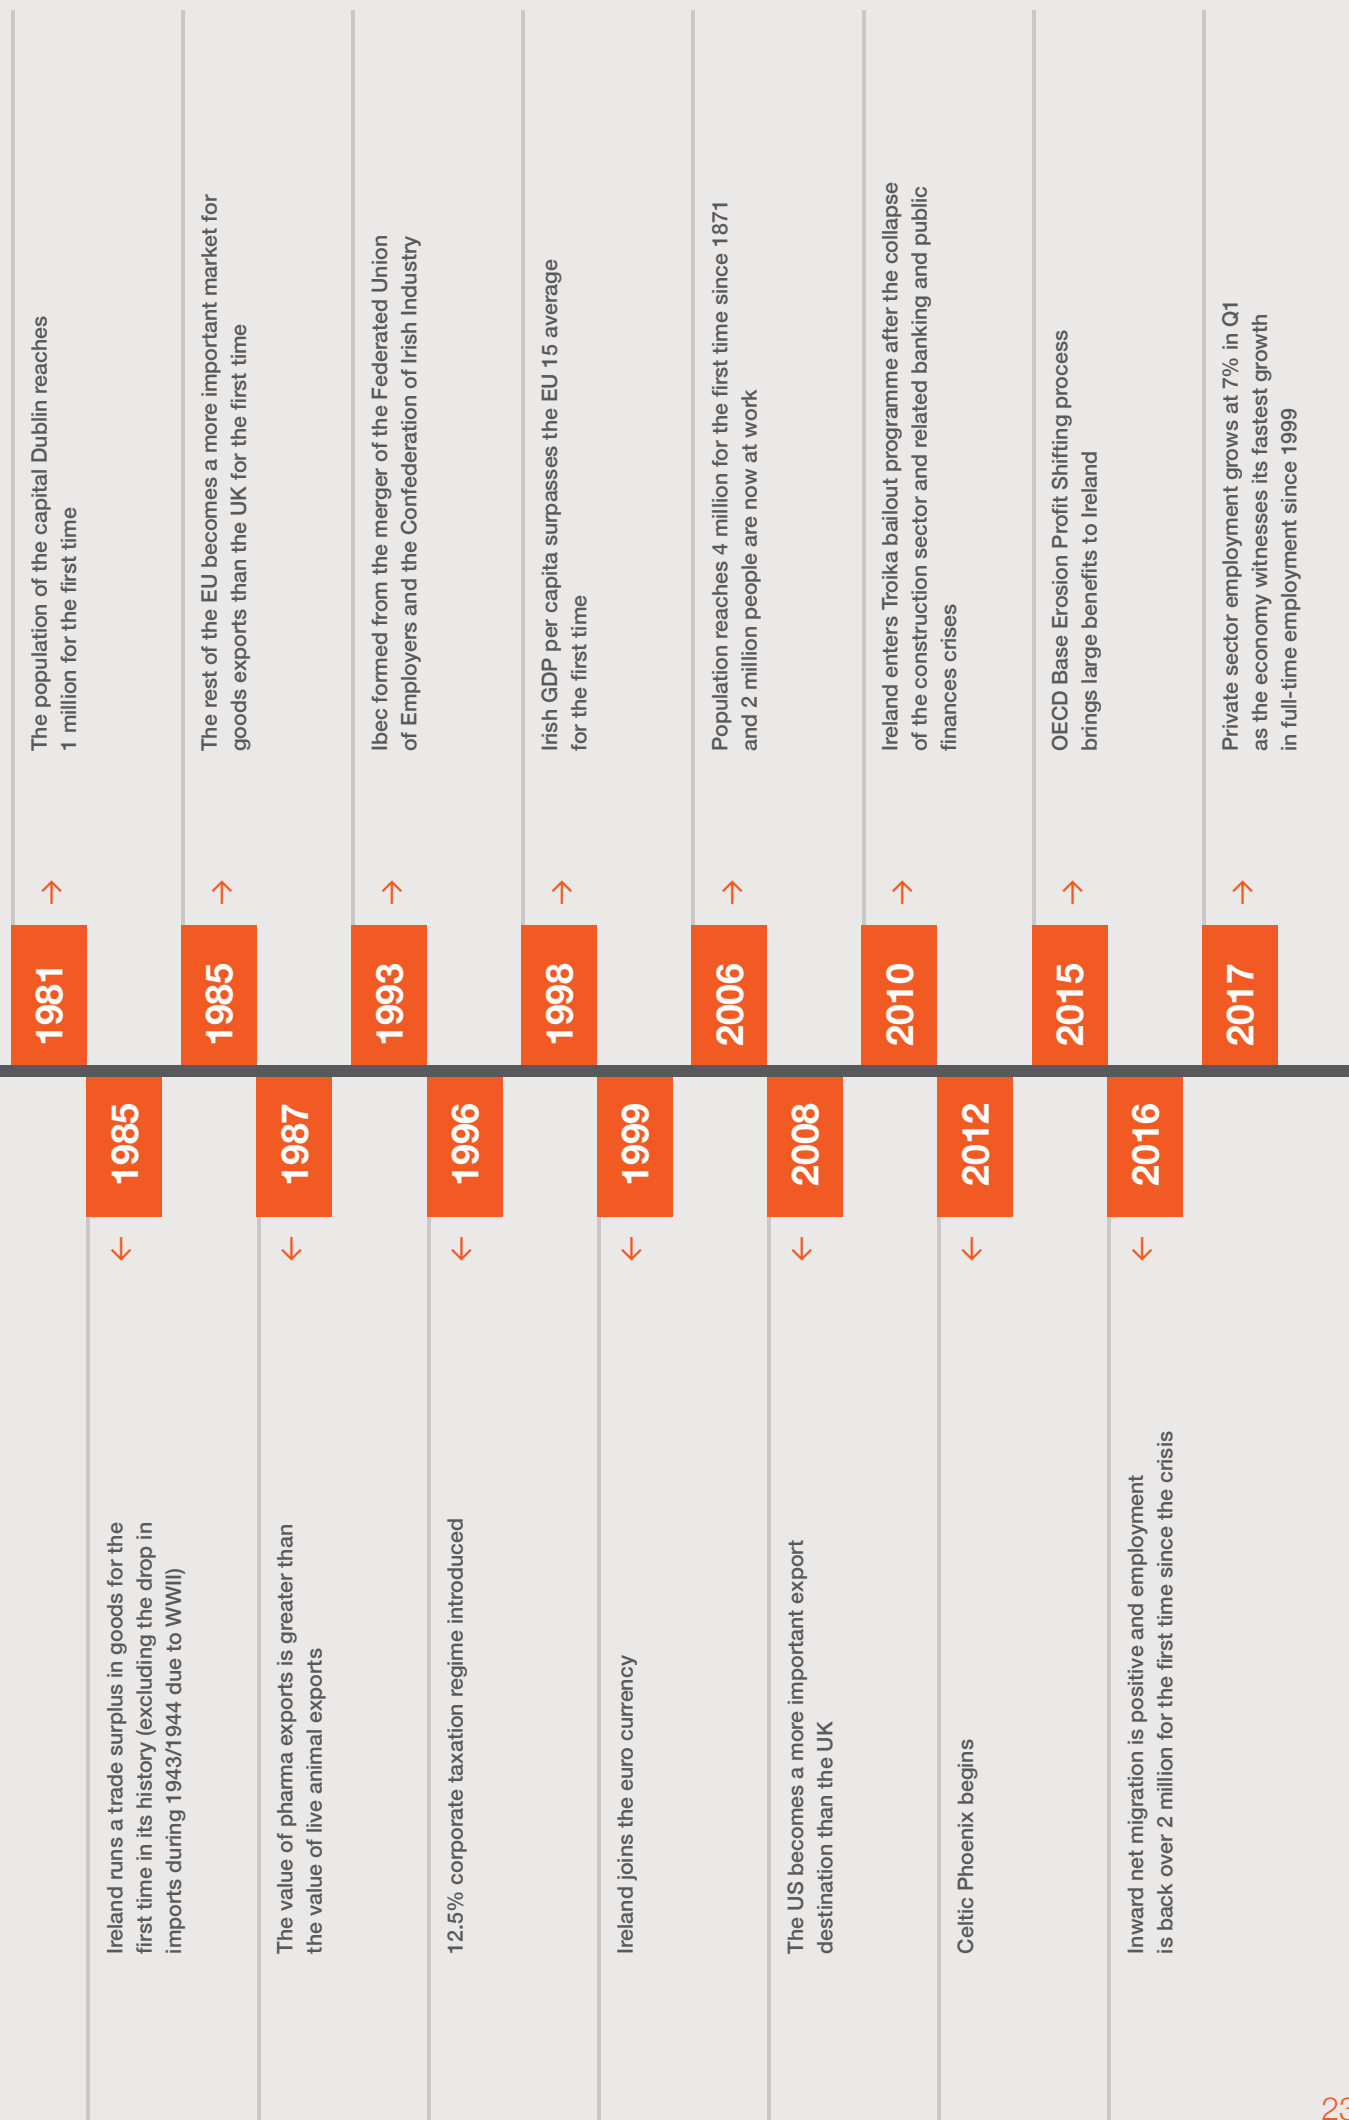 1981
The population of the capital Dublin reaches
1 million for the first time
1985
Ireland runs a trade surplus in goods for the
first time in its history (excluding the drop in
imports during 1943/1944 due to WWII)
1985
The rest of the EU becomes a more important market for
goods exports than the UK for the first time
1987
The value of pharma exports is greater than
the value of live animal exports
1993
Ibec formed from the merger of the Federated Union
of Employers and the Confederation of Irish Industry
1996
12.5% corporate taxation regime introduced
1998
Irish GDP per capita surpasses the EU 15 average
for the first time
1999
Ireland joins the euro currency
2006
Population reaches 4 million for the first time since 1871
and 2 million people are now at work
2008
The US becomes a more important export
destination than the UK
2010
Ireland enters Troika bailout programme after the collapse
of the construction sector and related banking and public
finances crises
2012
Celtic Phoenix begins
2015
OECD Base Erosion Profit Shifting process
brings large benefits to Ireland
2016
Inward net migration is positive and employment
is back over 2 million for the first time since the crisis
2017
Private sector employment grows at 7% in Q1
as the economy witnesses its fastest growth
in full-time employment since 1999
23